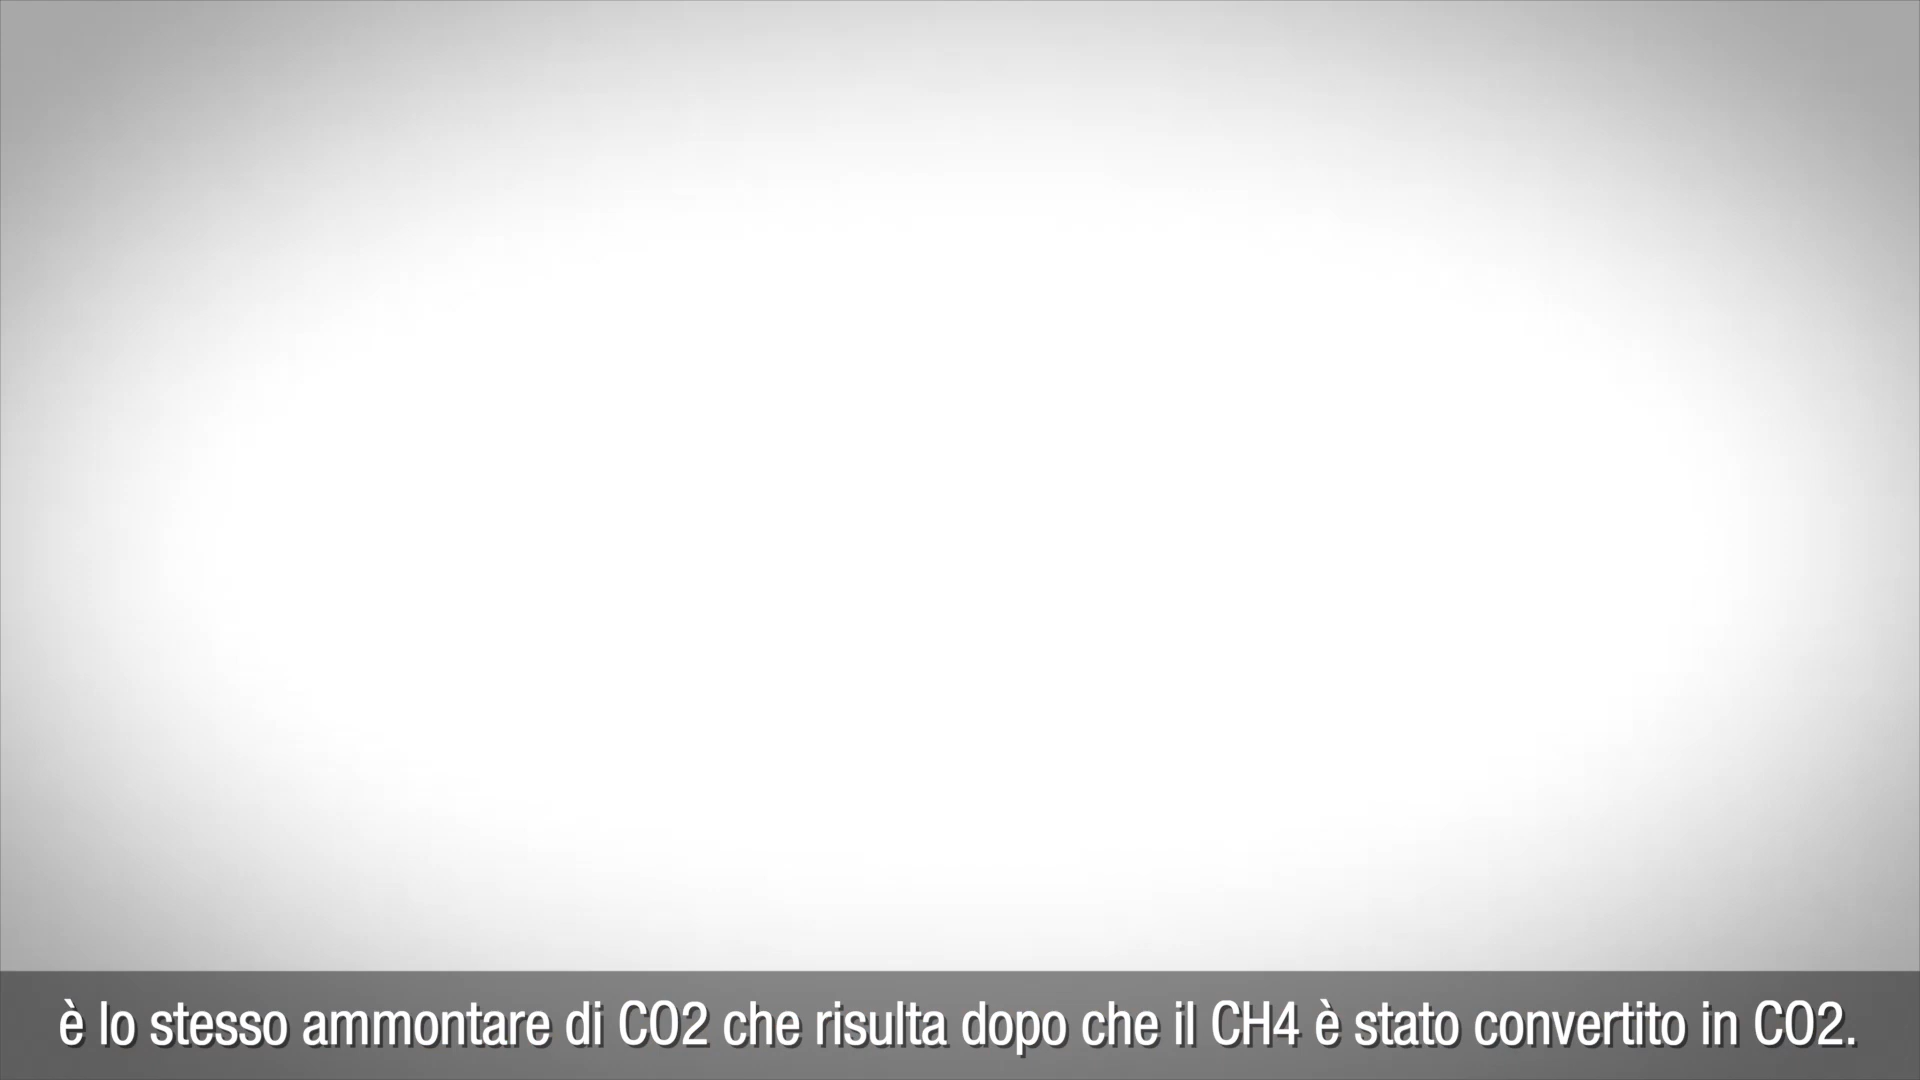 è lo stesso ammontare di CO2 che risulta dopo che il CH4 è stato convertito in CO2.